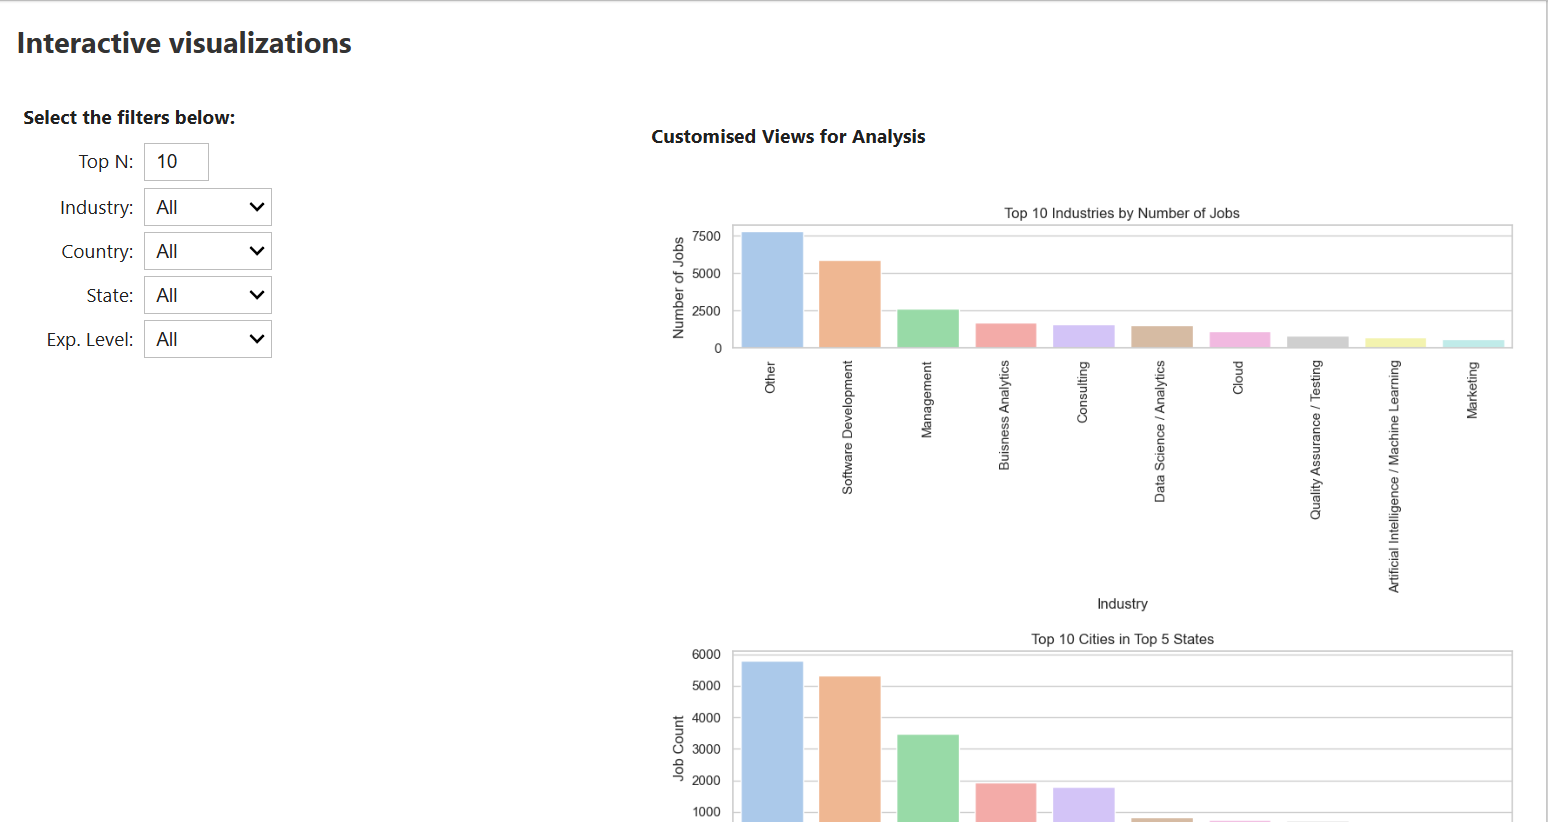 Interactive visualizations
Select the filters below:
Top N: 10
Industry: All
Country: All
State: All
Exp. Level: All
Customised Views for Analysis
Top 10 Industries by Number of Jobs
Number of Jobs
7500
5000
2500
0
Other
Software Development
Management
Buisness Analytics
Consulting
Data Science / Analytics
Cloud
Quality Assurance / Testing
Artificial Intelligence / Machine Learning
Marketing
Industry
Top 10 Cities in Top 5 States
Job Count
6000
5000
4000
3000
2000
1000